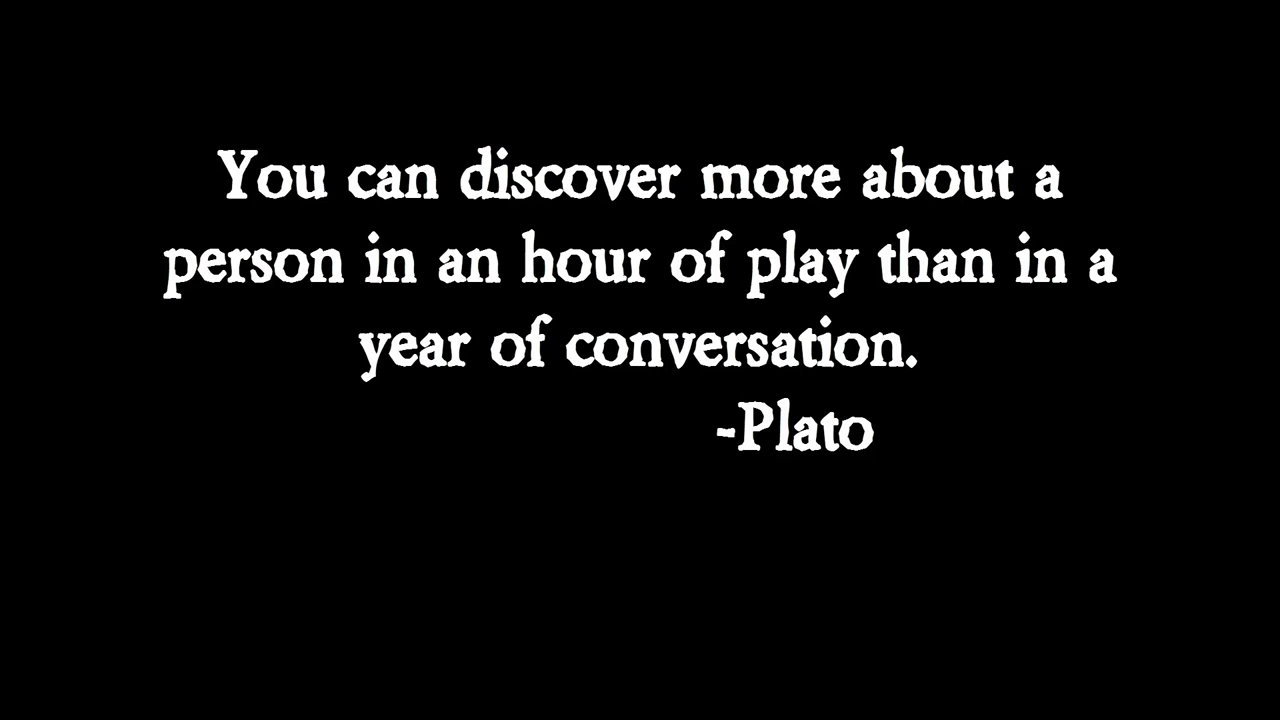 You can discover more about a
person in an hour of play than in a
year of conversation.
-Plato